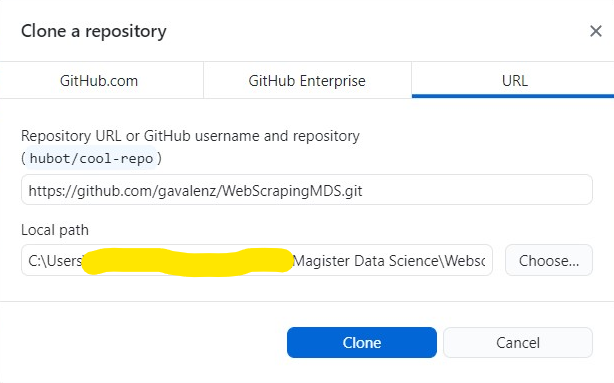 Clone a repository
GitHub.com
GitHub Enterprise
URL
Repository URL or GitHub username and repository
(hubot/cool-repo)
https://github.com/gavalenz/WebScrapingMDS.git
Local path
C:\Users Magister Data Science\Websc
Choose...
Clone
Cancel